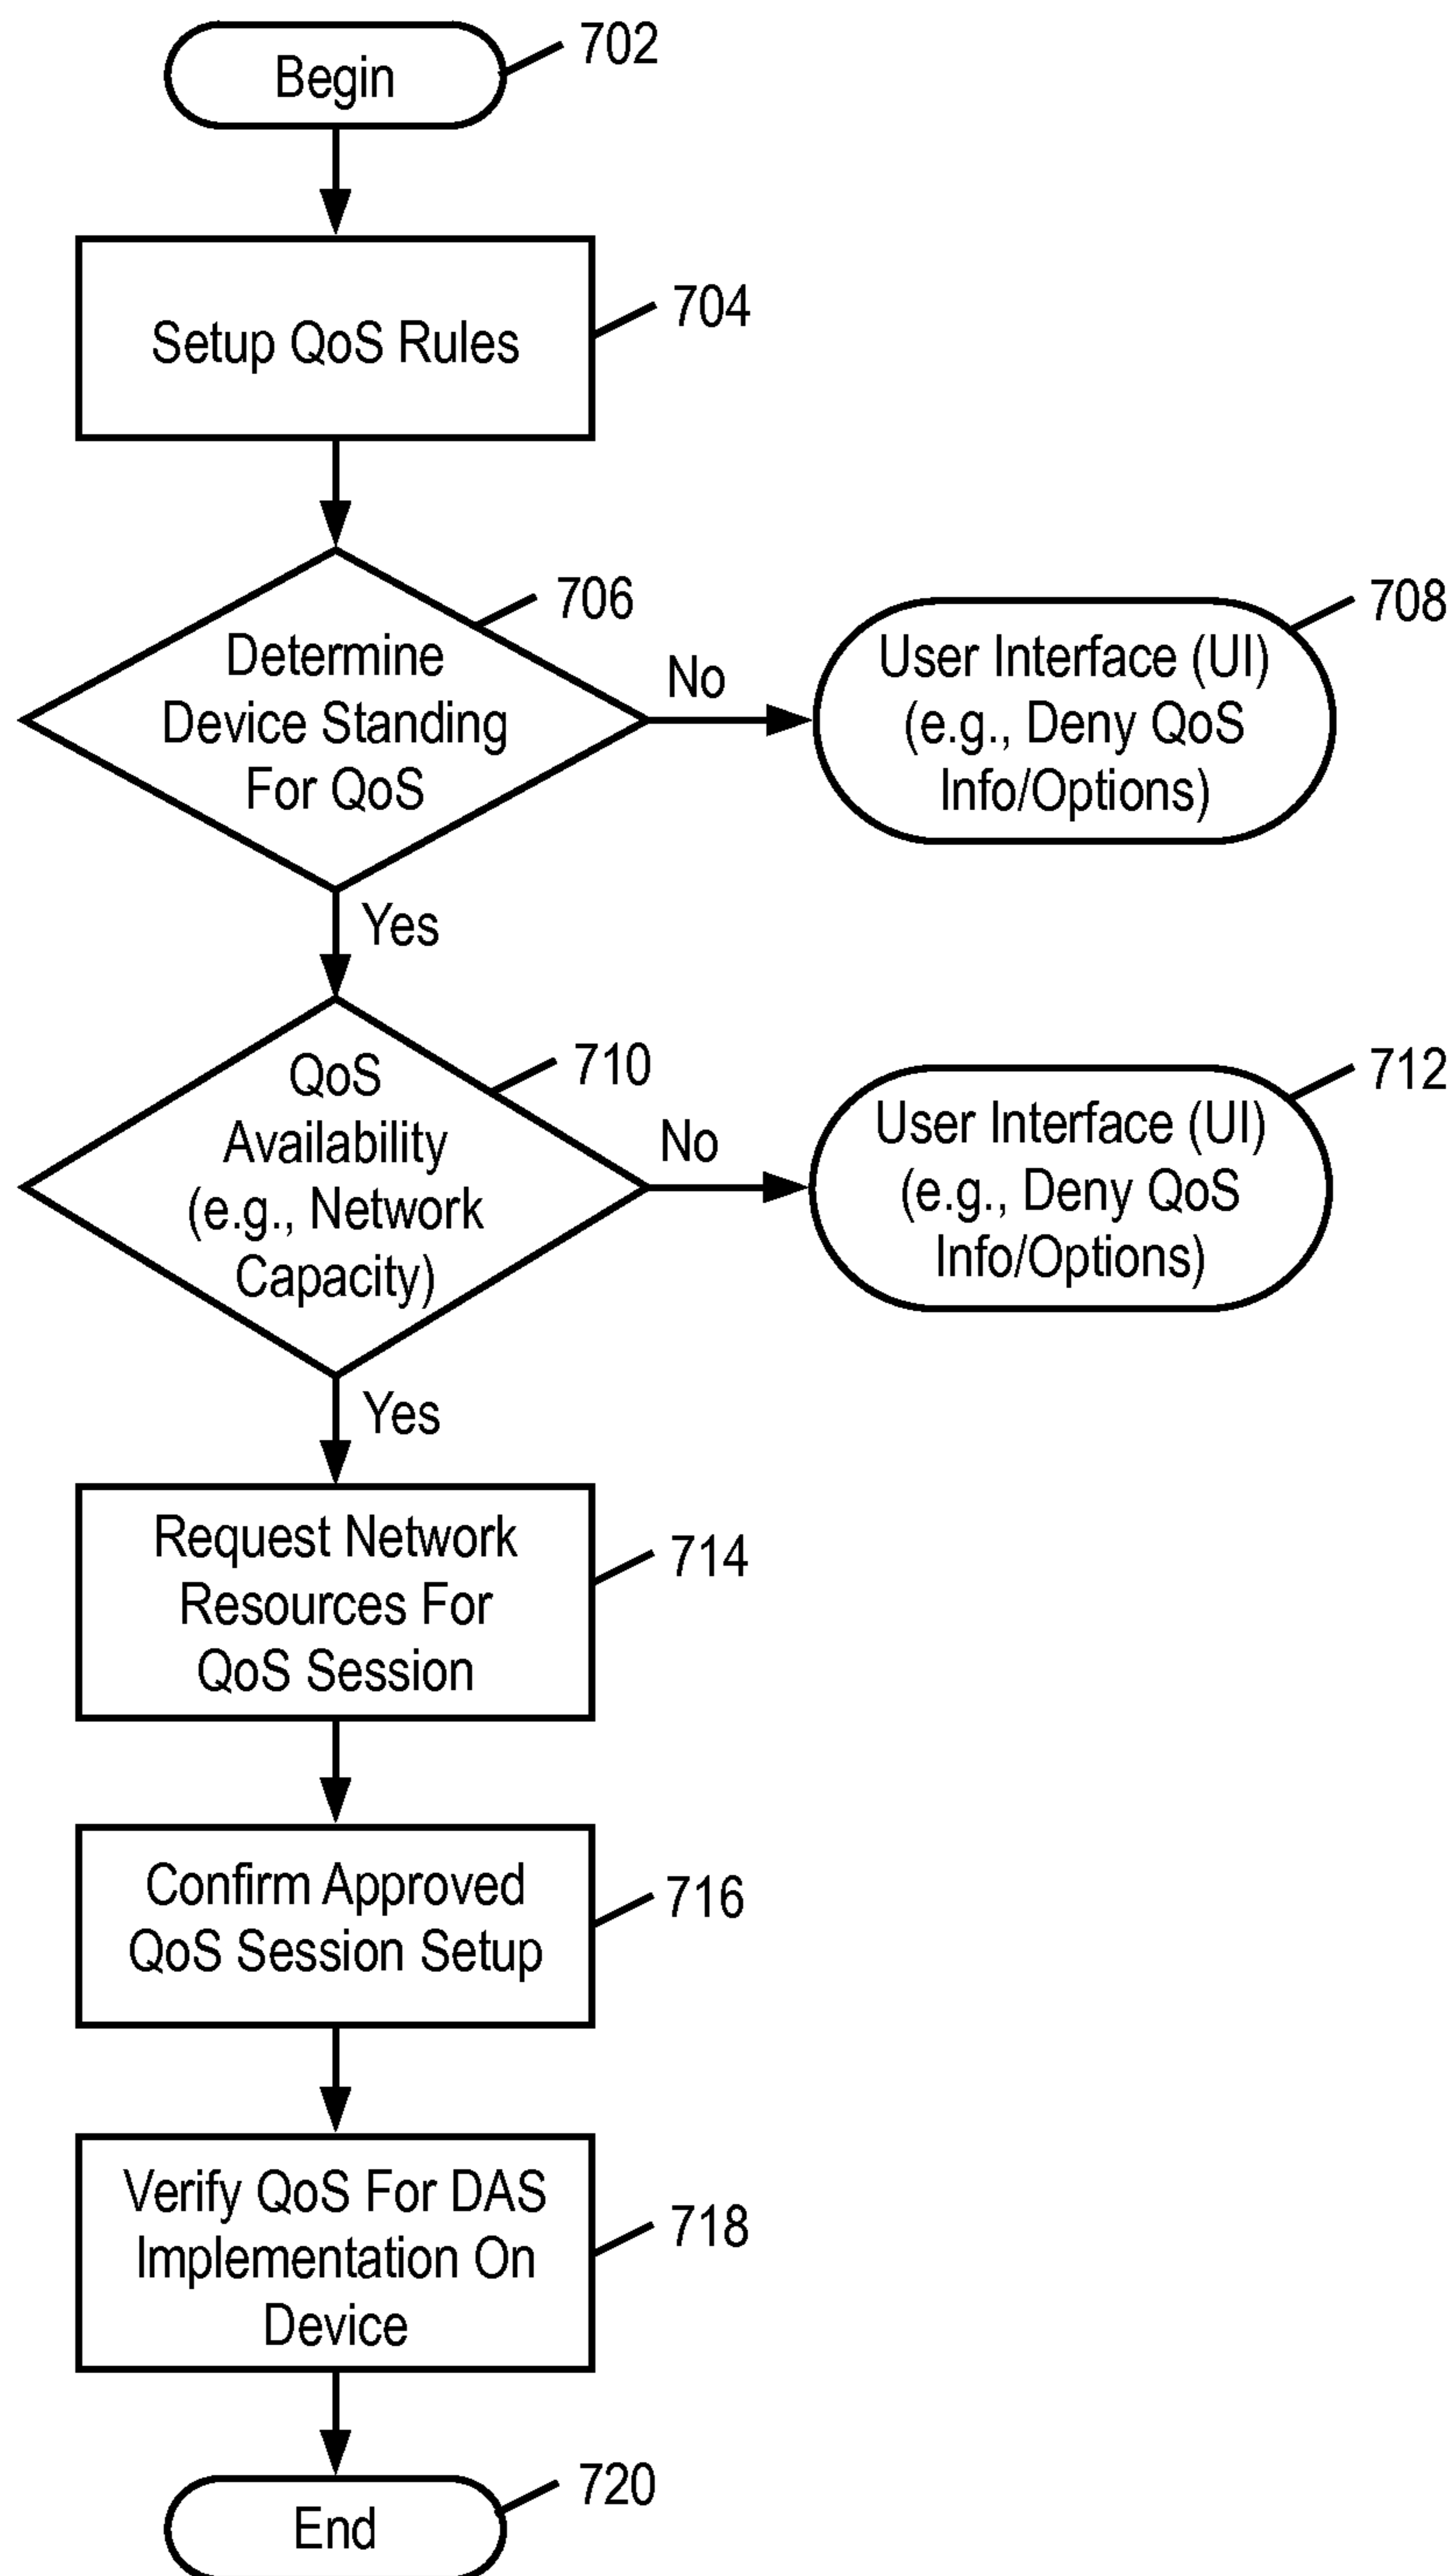 Begin
702
Setup QoS Rules
704
Determine
Device Standing
For QoS
706
No
User Interface (UI)
(e.g., Deny QoS
Info/Options)
708
Yes
QoS
Availability
(e.g., Network
Capacity)
710
No
User Interface (UI)
(e.g., Deny QoS
Info/Options)
712
Yes
Request Network
Resources For
QoS Session
714
Confirm Approved
QoS Session Setup
716
Verify QoS For DAS
Implementation On
Device
718
End
720